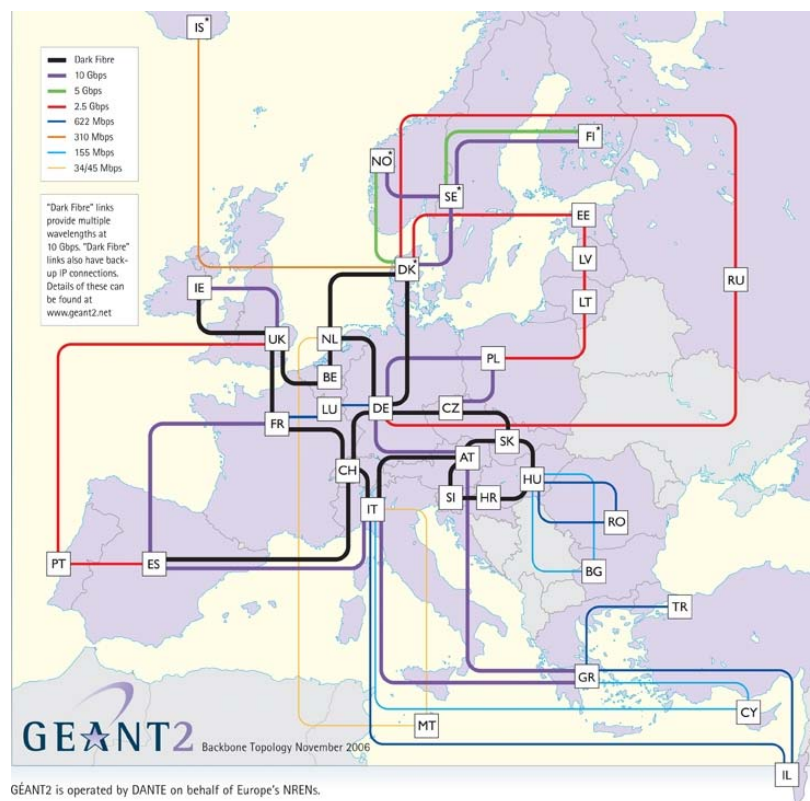 IS*
Dark Fibre
10 Gbps
5 Gbps
2.5 Gbps
622 Mbps
310 Mbps
155 Mbps
34/45 Mbps
"Dark Fibre" links
provide multiple
wavelengths at
10 Gbps. "Dark Fibre"
links also have back-
up IP connections.
Details of these can
be found at
www.geant2.net
FI*
NO*
SE*
EE
LV
DK*
RU
IE
LT
UK
NL
PL
BE
LU
DE
CZ
FR
SK
AT
CH
HU
SI
HR
IT
RO
PT
ES
BG
TR
GR
CY
MT
IL
GEANT2
Backbone Topology November 2006
GÉANT2 is operated by DANTE on behalf of Europe's NRENs.